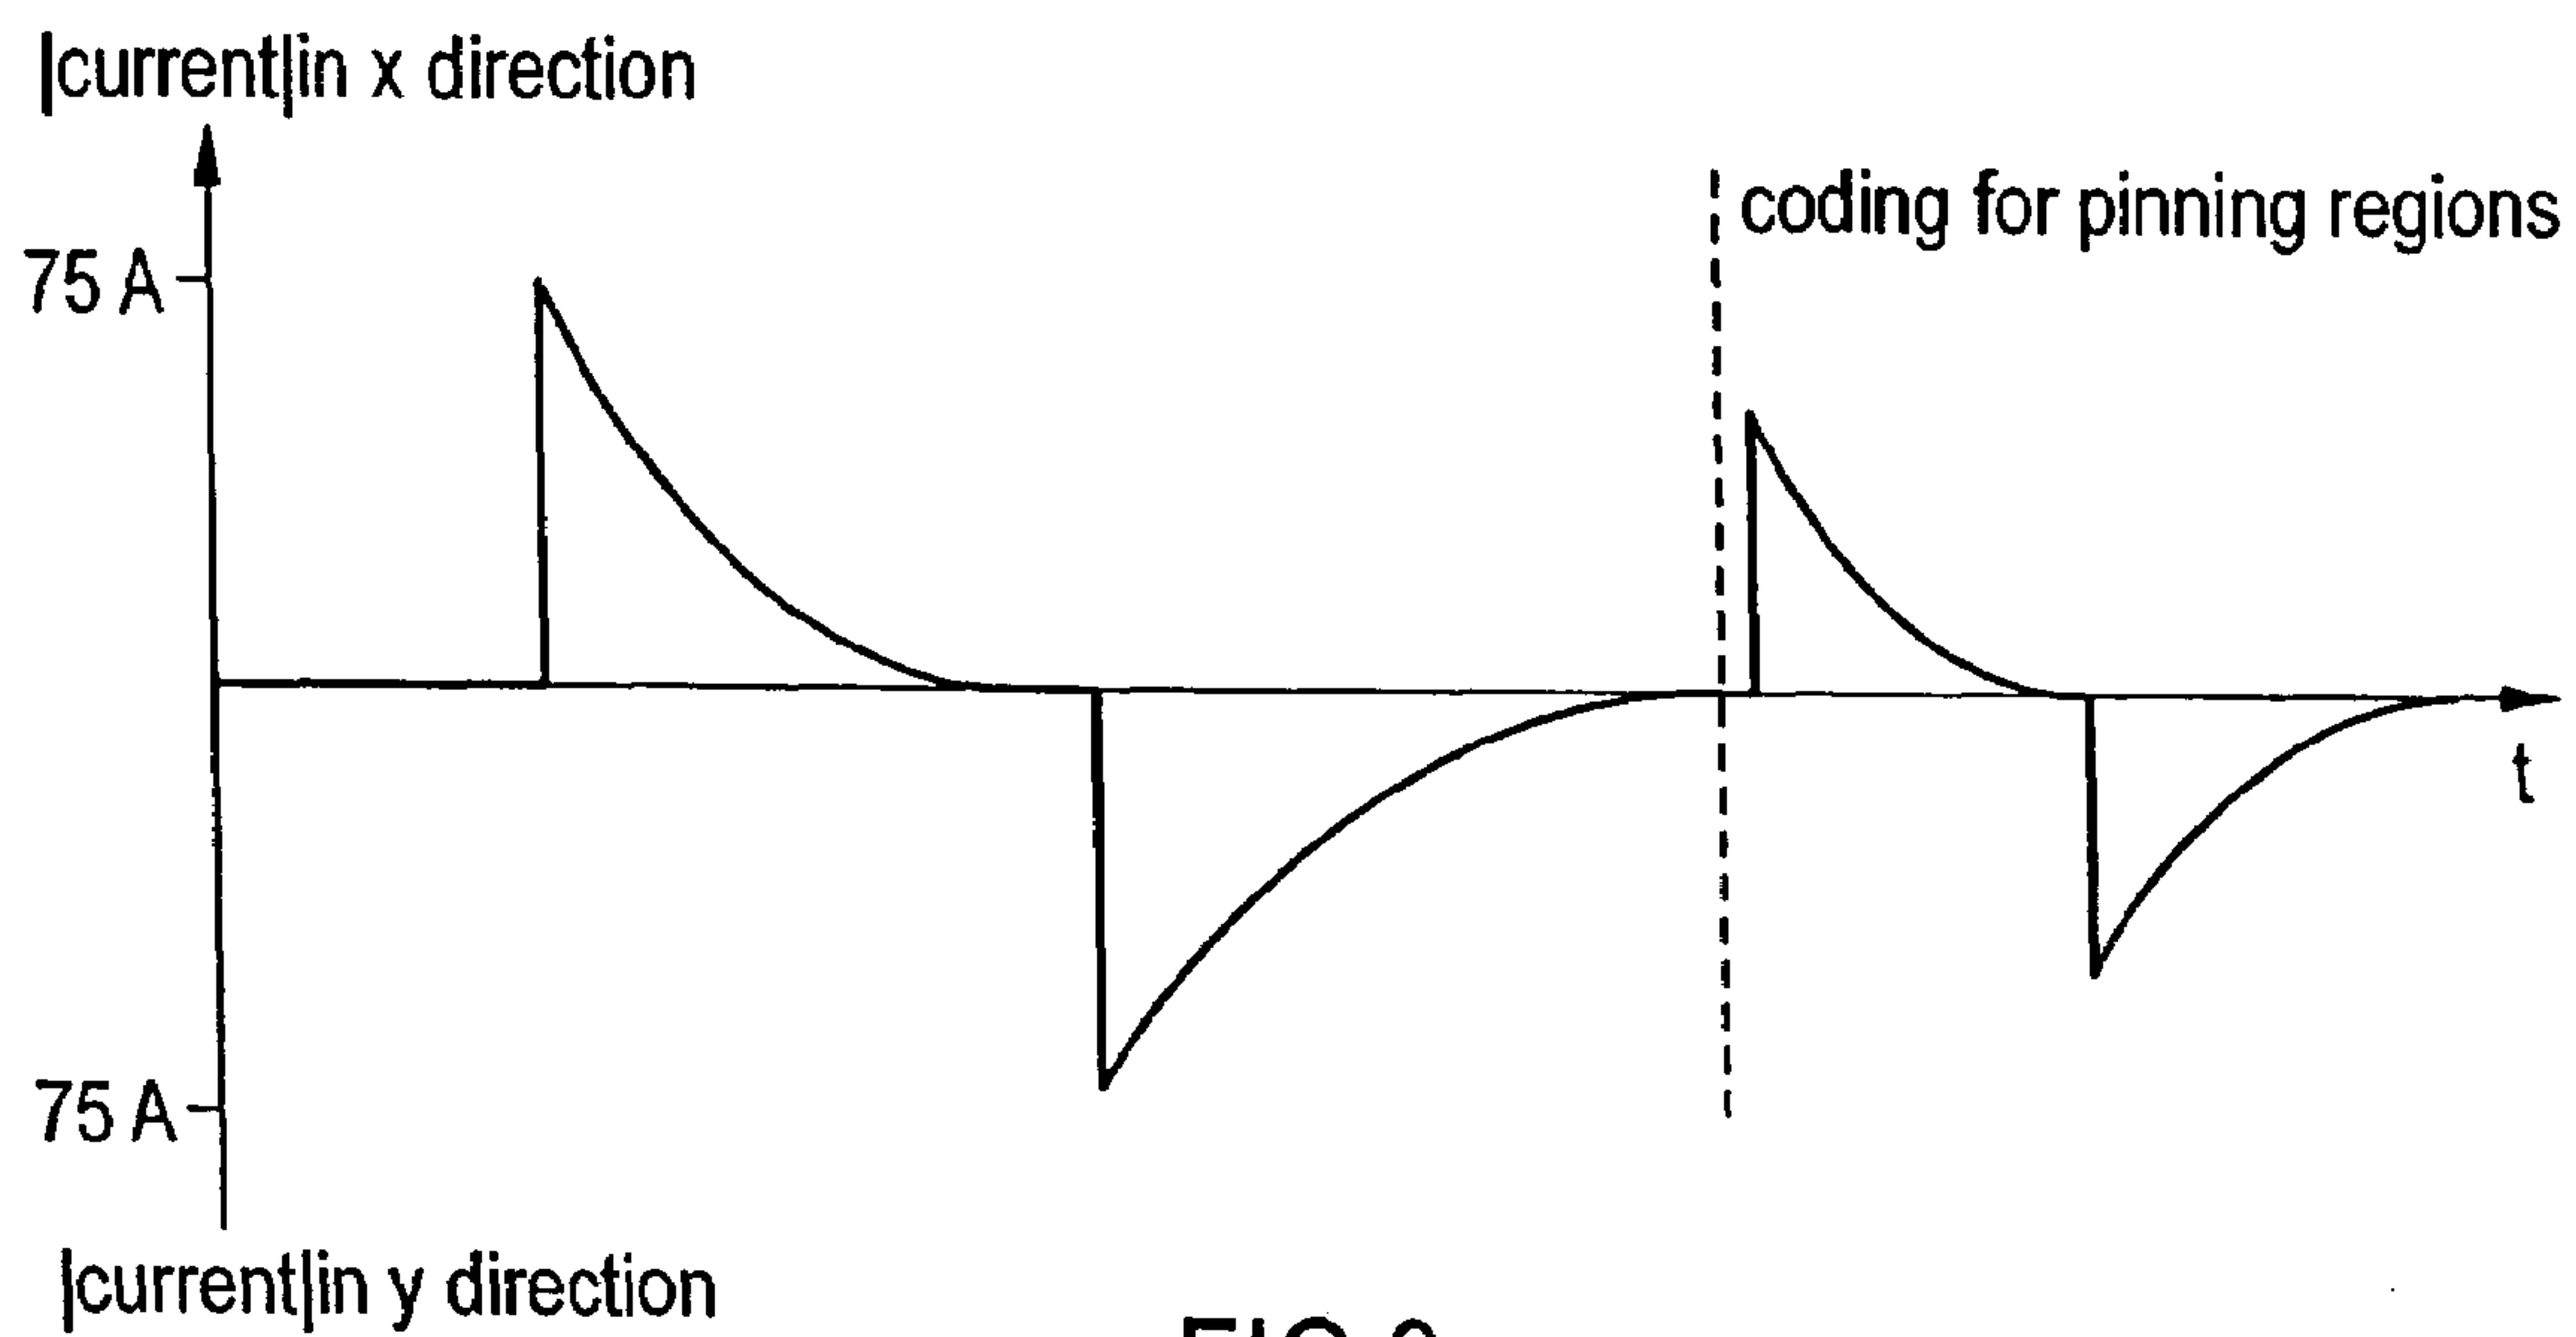 |current|in x direction
coding for pinning regions
75 A
t
75 A
|current|in y direction